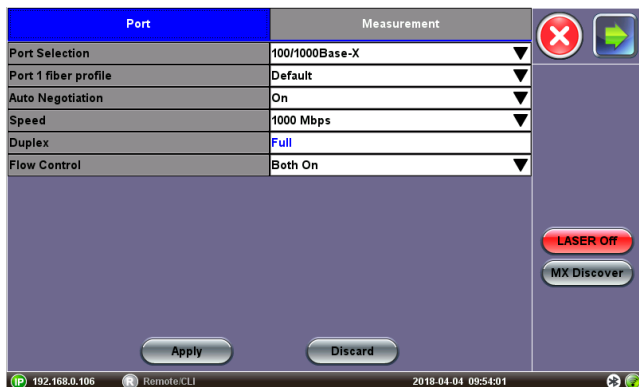 Port Measurement
Port Selection 100/1000Base-X
Port 1 fiber profile Default
Auto Negotiation On
Speed 1000 Mbps
Duplex Full
Flow Control Both On
LASER Off
MX Discover
Apply Discard
IP 192.168.0.106 R Remote/CLI 2018-04-04 09:54:01